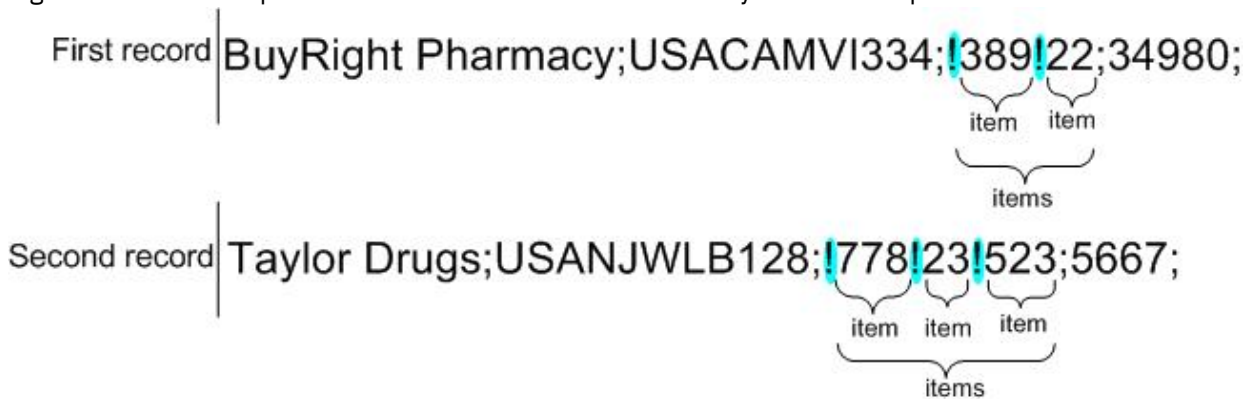 First record BuyRight Pharmacy;USACAMVI334;!389!22;34980;
item item
items
Second record Taylor Drugs;USANJWLB128;!778!23!523;5667;
item item item
items